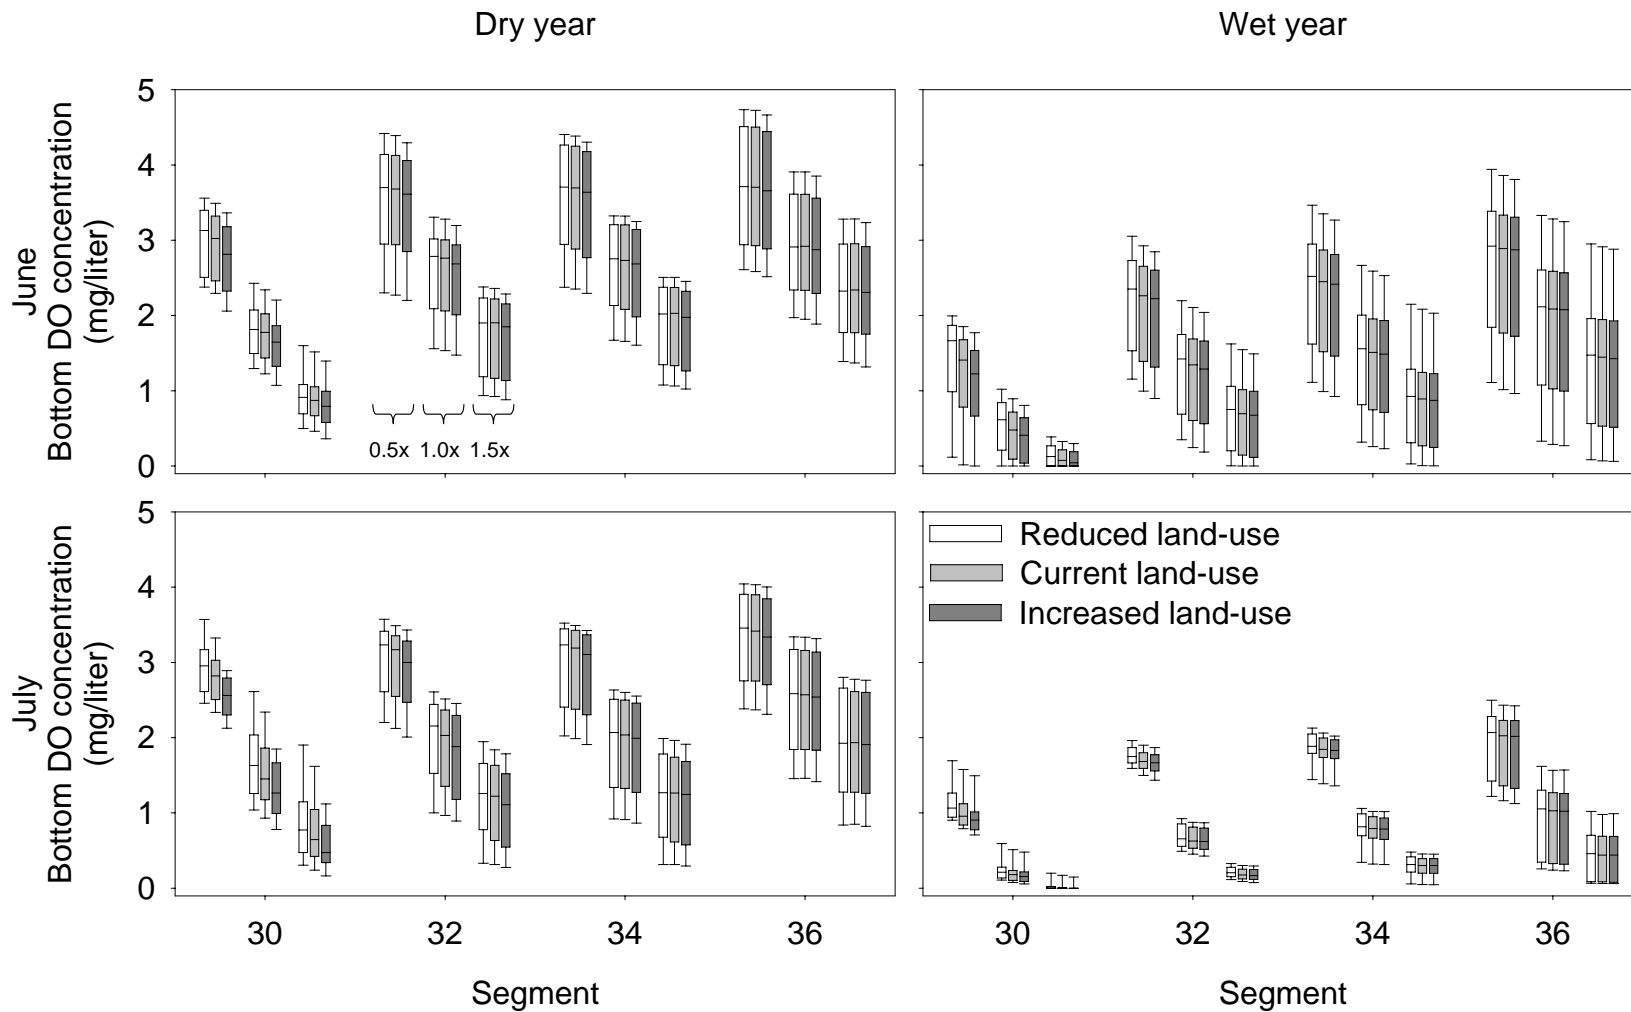 Dry year
Wet year
June
Bottom DO concentration
(mg/liter)
5
4
3
2
1
0
0.5x 1.0x 1.5x
July
Bottom DO concentration
(mg/liter)
5
4
3
2
1
0
Reduced land-use
Current land-use
Increased land-use
30 32 34 36
30 32 34 36
Segment
Segment